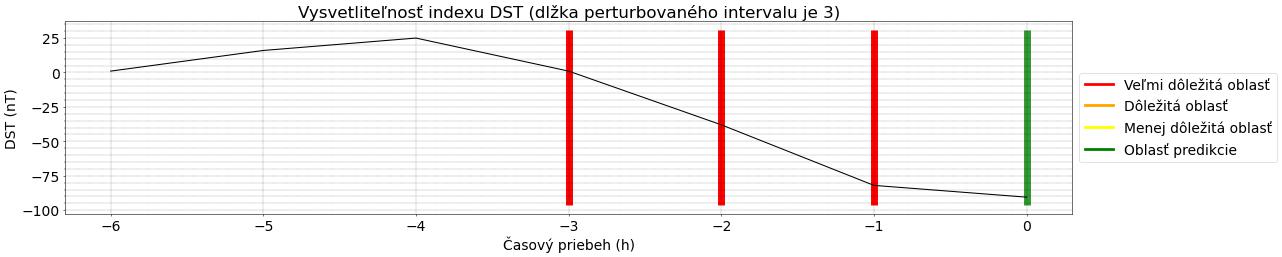 Vysvetliteľnosť indexu DST (dlžka perturbovaného intervalu je 3)
25
0
−25
−50
−75
−100
DST (nT)
−6 −5 −4 −3 −2 −1 0
Časový priebeh (h)
Veľmi dôležitá oblasť
Dôležitá oblasť
Menej dôležitá oblasť
Oblasť predikcie